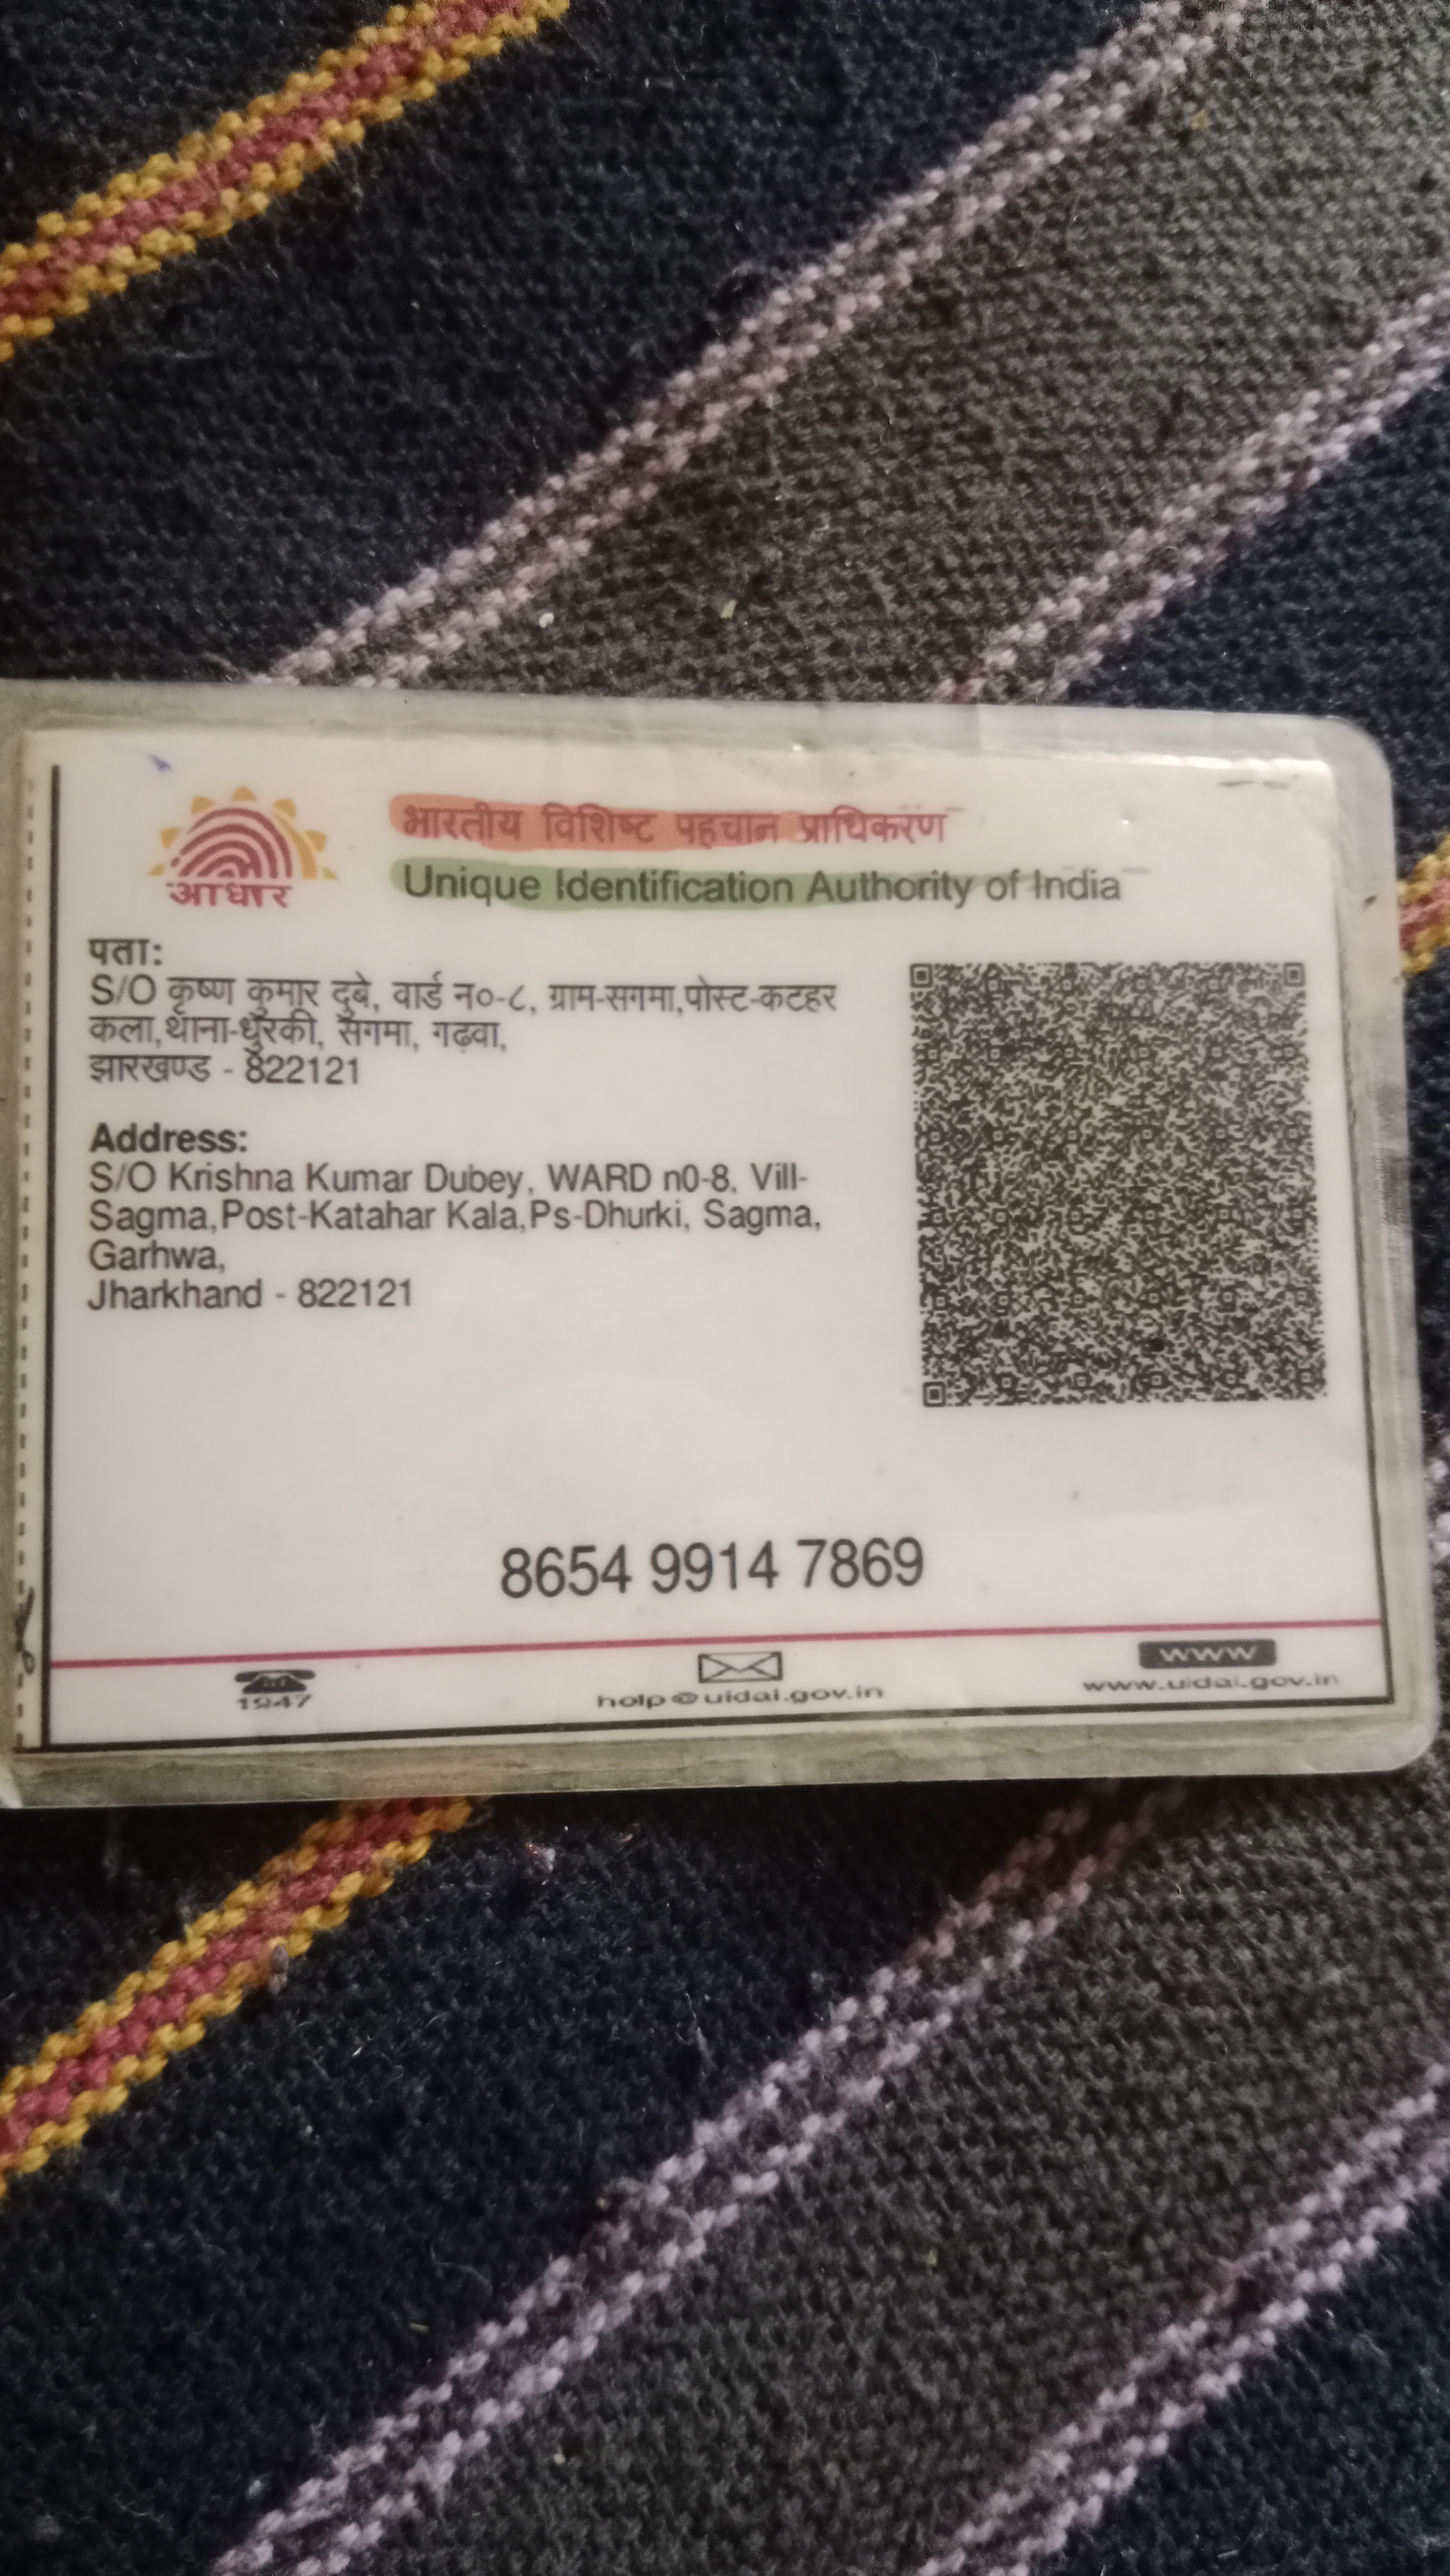 आधार
भारतीय विशिष्ट पहचान प्राधिकरण
Unique Identification Authority of India
पता:
S/O कृष्ण कुमार दुबे, वार्ड न०-८, ग्राम-सगमा,पोस्ट-कटहर
कला,थाना-धुरकी, सगमा, गढ़वा,
झारखण्ड - 822121
Address:
S/O Krishna Kumar Dubey, WARD n0-8, Vill-
Sagma,Post-Katahar Kala,Ps-Dhurki, Sagma,
Garhwa,
Jharkhand - 822121
8654 9914 7869
1947
help@uidai.gov.in
www
www.uidai.gov.in